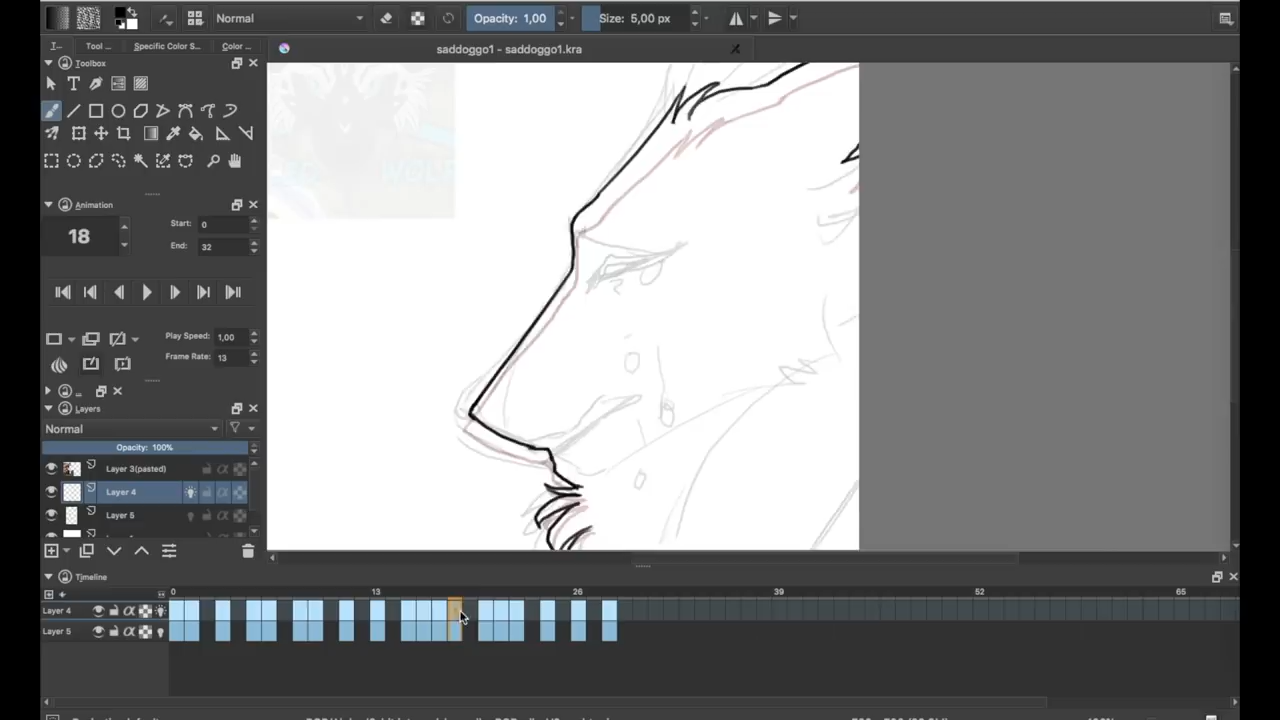 Normal
Opacity: 1,00
Size: 5,00 px
T...
Tool ...
Specific Color S...
Color ...
saddoggo1 - saddoggo1.kra
Toolbox
Animation
18
Start: 0
End: 32
Play Speed: 1,00
Frame Rate: 13
...
Layers
Normal
Opacity: 100%
Layer 3(pasted)
Layer 4
Layer 5
Timeline
0 13 26 39 52 65
Layer 4
Layer 5